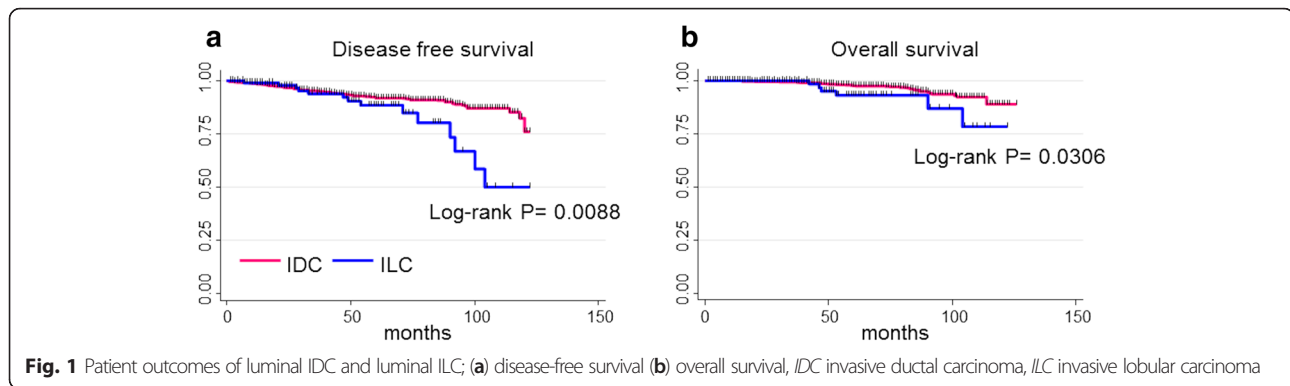 a
Disease free survival
1.00
0.75
0.50
0.25
0.00
Log-rank P= 0.0088
IDC
ILC
0
50
100
150
months
b
Overall survival
1.00
0.75
0.50
0.25
0.00
Log-rank P= 0.0306
0
50
100
150
months
Fig. 1 Patient outcomes of luminal IDC and luminal ILC; (a) disease-free survival (b) overall survival, IDC invasive ductal carcinoma, ILC invasive lobular carcinoma